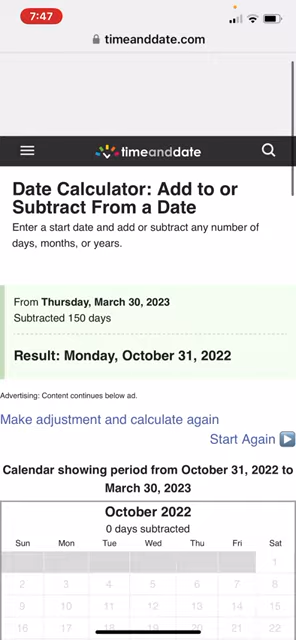 7:47
timeanddate.com
timeanddate
Date Calculator: Add to or
Subtract From a Date
Enter a start date and add or subtract any number of
days, months, or years.
From Thursday, March 30, 2023
Subtracted 150 days
Result: Monday, October 31, 2022
Advertising: Content continues below ad.
Make adjustment and calculate again
Start Again
Calendar showing period from October 31, 2022 to
March 30, 2023
October 2022
0 days subtracted
Sun Mon Tue Wed Thu Fri Sat
1
2 3 4 5 6 7 8
9 10 11 12 13 14 15
16 17 18 19 20 21 22